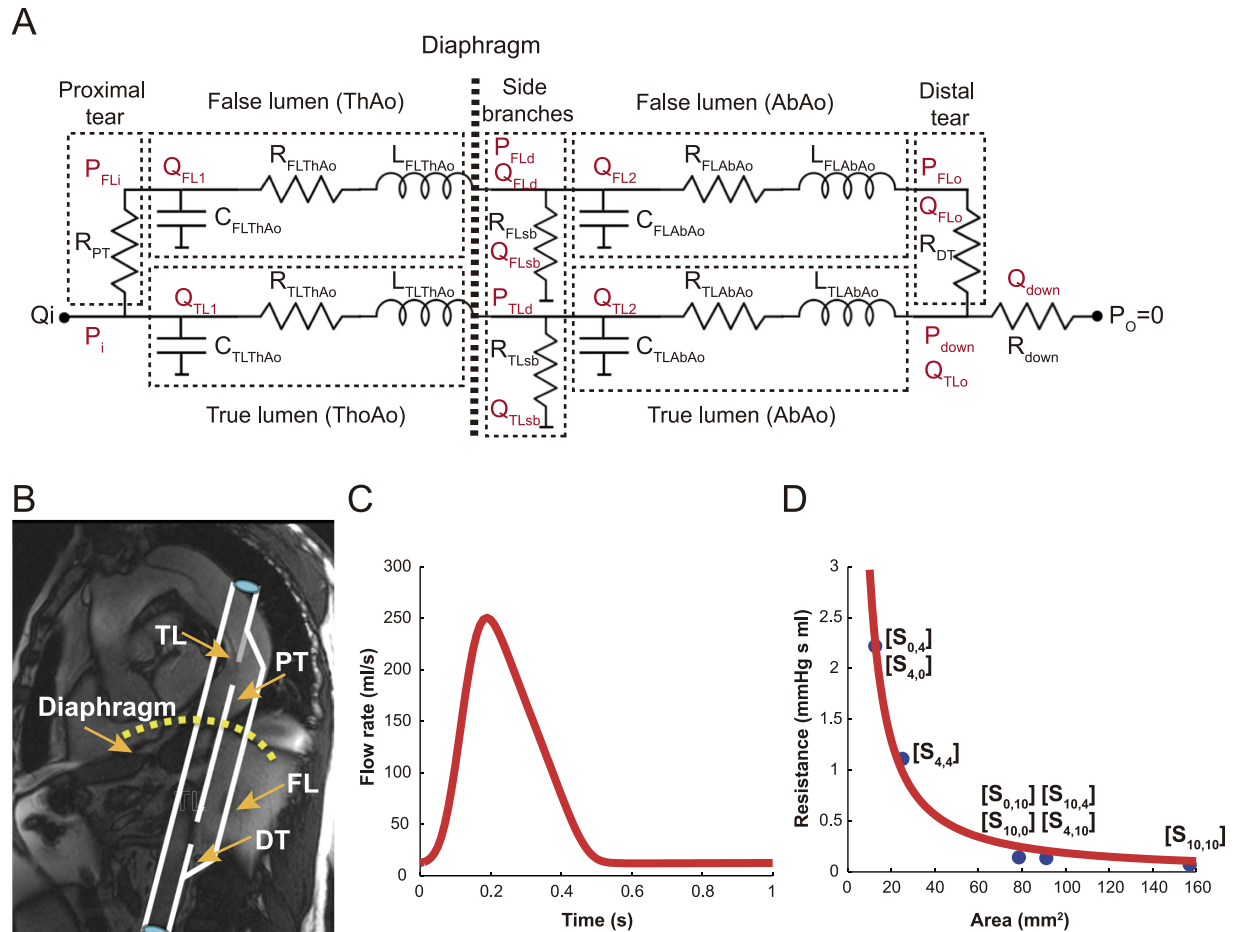 A
Diaphragm
Proximal
tear
False lumen (ThAo)
Side
branches
False lumen (AbAo)
Distal
tear
P_FLi
Q_FL1
R_FLThAo
L_FLThAo
P_FLd
Q_FLd
Q_FL2
R_FLAbAo
L_FLAbAo
P_FLo
Q_FLo
R_PT
C_FLThAo
R_FLsb
Q_FLsb
C_FLAbAo
R_DT
Qi
P_i
Q_TL1
R_TLThAo
L_TLThAo
P_TLd
Q_TL2
R_TLAbAo
L_TLAbAo
Q_down
P_O=0
R_down
C_TLThAo
R_TLsb
Q_TLsb
C_TLAbAo
P_down
Q_TLo
True lumen (ThoAo)
True lumen (AbAo)
B
TL
PT
Diaphragm
TL
FL
DT
C
Flow rate (ml/s)
300
250
200
150
100
50
0
0
0.2
0.4
0.6
0.8
1
Time (s)
D
Resistance (mmHg s ml)
3
2.5
2
1.5
1
0.5
0
[S_0,4]
[S_4,0]
[S_4,4]
[S_0,10] [S_10,4]
[S_10,0] [S_4,10]
[S_10,10]
0
20
40
60
80
100
120
140
160
Area (mm²)